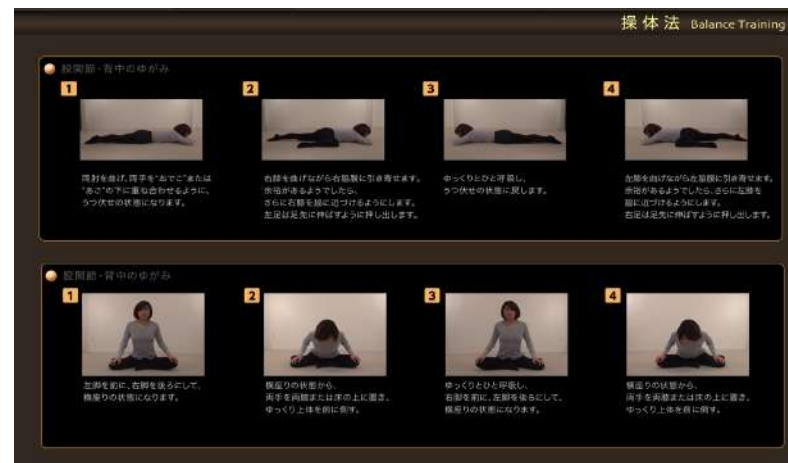 操体法 Balance Training
股関節・背中のゆがみ
1
2
3
4
両肘を曲げ、両手を“おでこ”または
“あご”の下に重ね合わせるように、
うつ伏せの状態になります。
右膝を曲げながら右脇腹に引き寄せます。
余裕があるようでしたら、
さらに右膝を脇に近づけるようにします。
左足は足先に伸ばすように押し出します。
ゆっくりとひと呼吸し、
うつ伏せの状態に戻します。
左膝を曲げながら左脇腹に引き寄せます。
余裕があるようでしたら、さらに左膝を
脇に近づけるようにします。
右足は足先に伸ばすように押し出します。
股関節・背中のゆがみ
1
2
3
4
左脚を前に、右脚を後ろにして、
横座りの状態になります。
横座りの状態から、
両手を両膝または床の上に置き、
ゆっくり上体を前に倒す。
ゆっくりとひと呼吸し、
右脚を前に、左脚を後ろにして、
横座りの状態になります。
横座りの状態から、
両手を両膝または床の上に置き、
ゆっくり上体を前に倒す。